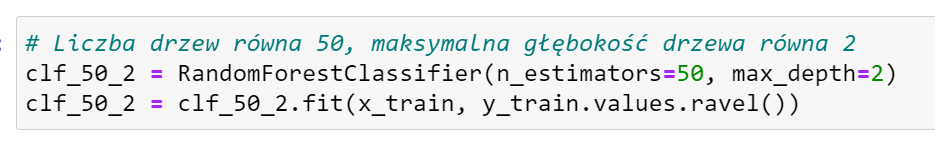 # Liczba drzew równa 50, maksymalna głębokość drzewa równa 2
clf_50_2 = RandomForestClassifier(n_estimators=50, max_depth=2)
clf_50_2 = clf_50_2.fit(x_train, y_train.values.ravel())